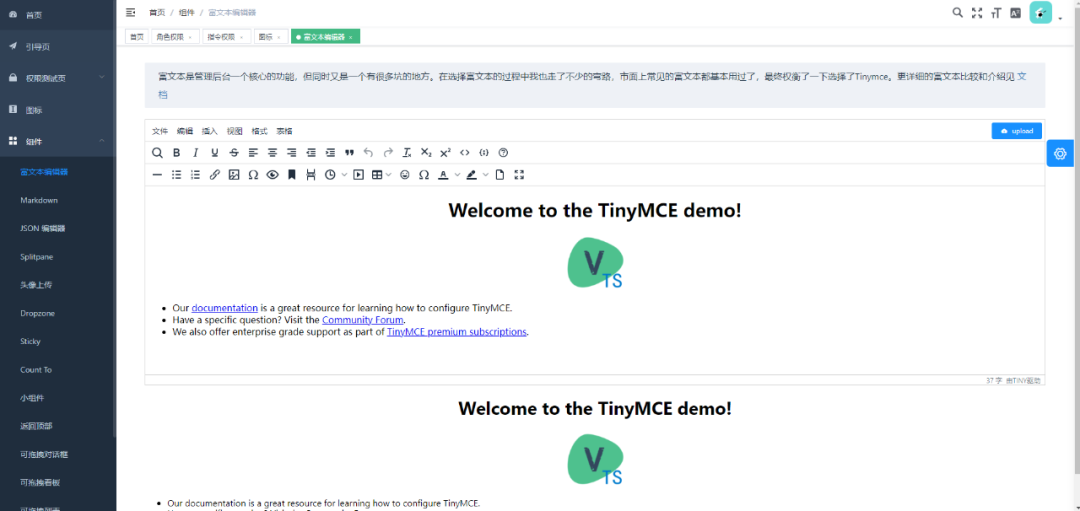 首页
引导页
权限测试页
图标
组件
富文本编辑器
Markdown
JSON 编辑器
Splitpane
头像上传
Dropzone
Sticky
Count To
小组件
返回顶部
可拖拽对话框
可拖拽看板
首页 / 组件 / 富文本编辑器
首页 角色权限 × 指令权限 × 图标 × 富文本编辑器 ×
富文本是管理后台一个核心的功能，但同时又是一个有很多坑的地方。在选择富文本的过程中我也走了不少的弯路，市面上常见的富文本都基本用过了，最终权衡了一下选择了Tinymce。更详细的富文本比较和介绍见 文
档
文件 编辑 插入 视图 格式 表格
upload
Welcome to the TinyMCE demo!
V
TS
Our documentation is a great resource for learning how to configure TinyMCE.
Have a specific question? Visit the Community Forum.
We also offer enterprise grade support as part of TinyMCE premium subscriptions.
37 字 由TINY驱动
Welcome to the TinyMCE demo!
V
TS
Our documentation is a great resource for learning how to configure TinyMCE.